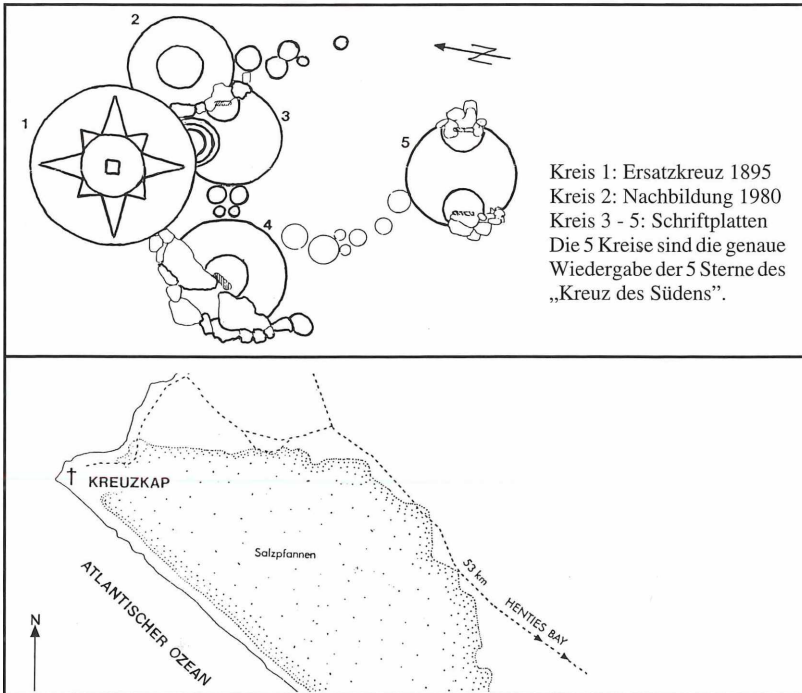 2
1
3
5
4
Kreis 1: Ersatzkreuz 1895
Kreis 2: Nachbildung 1980
Kreis 3 - 5: Schriftplatten
Die 5 Kreise sind die genaue
Wiedergabe der 5 Sterne des
„Kreuz des Südens”.
KREUZKAP
Salzpfannen
53 km
HENTIES BAY
ATLANTISCHER OZEAN
N